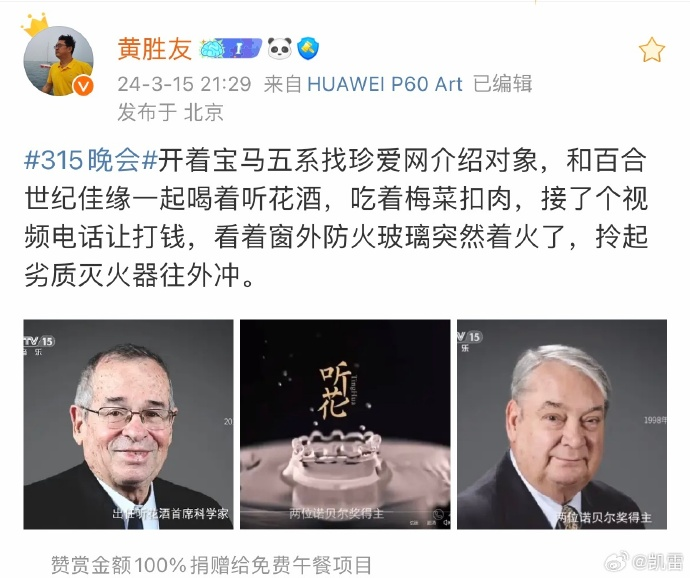 黄胜友
I
24-3-15 21:29 来自 HUAWEI P60 Art 已编辑
发布于 北京
#315晚会#开着宝马五系找珍爱网介绍对象，和百合
世纪佳缘一起喝着听花酒，吃着梅菜扣肉，接了个视
频电话让打钱，看着窗外防火玻璃突然着火了，拎起
劣质灭火器往外冲。
TV 15
音乐
20
出任听花酒首席科学家
听花
TingHua
两位诺贝尔奖得主
V 15
乐
1998年
两位诺贝尔奖得主
赞赏金额100%捐赠给免费午餐项目
@凯雷